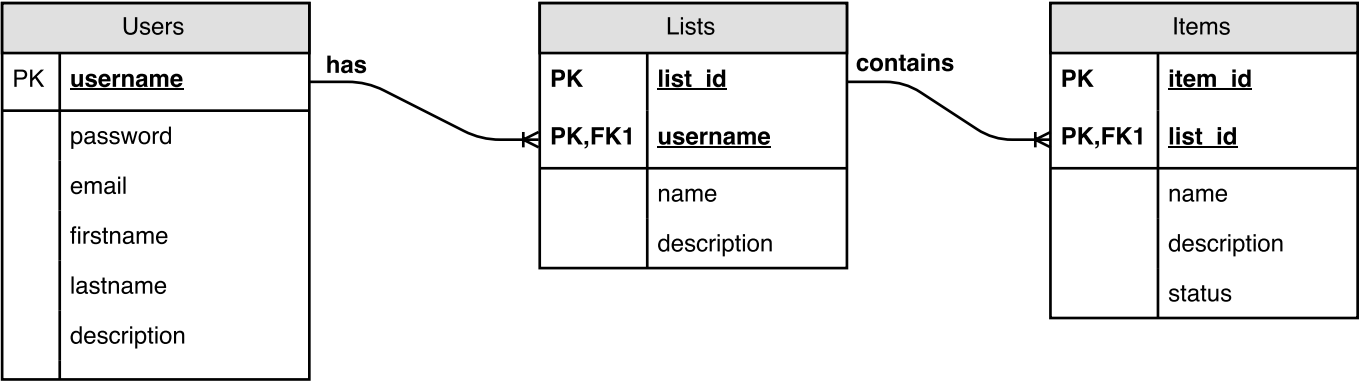 Users
PK username
password
email
firstname
lastname
description
has
Lists
PK list_id
PK,FK1 username
name
description
contains
Items
PK item_id
PK,FK1 list_id
name
description
status